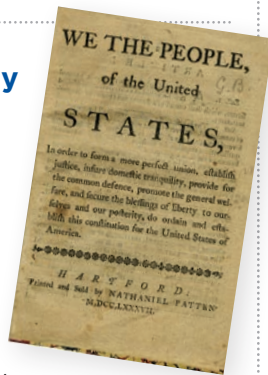 y
WE THE PEOPLE,
of the United
STATES,
In order to form a more perfect union, establish
justice, insure domestic tranquility, provide for
the common defence, promote the general wel-
fare, and secure the blessings of liberty to our-
selves and our posterity, do ordain and esta-
blish this constitution for the United States of
America.
HARTFORD:
Printed and Sold by NATHANIEL PATTEN
M,DCC,LXXXVII.